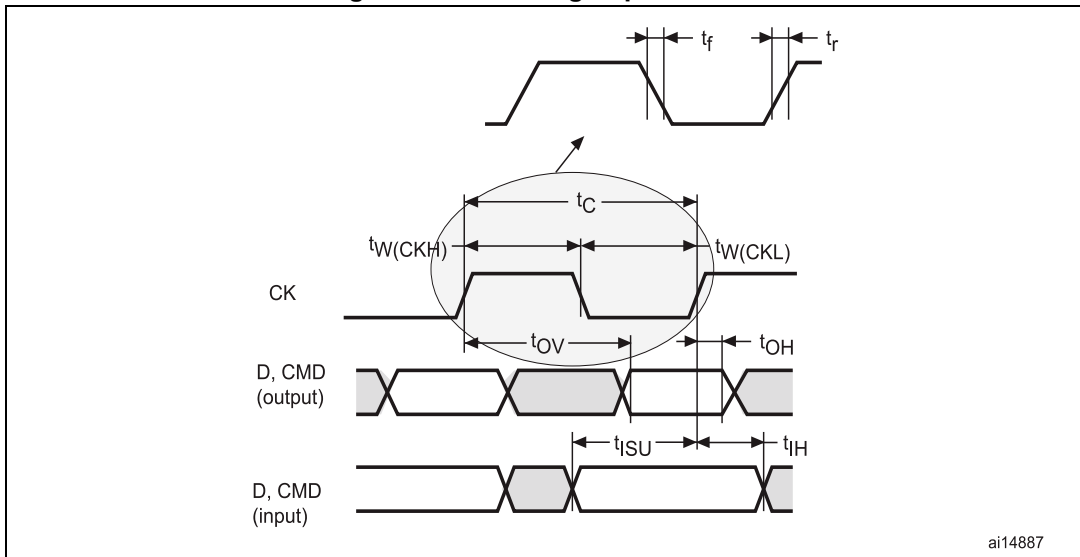 tf
tr
tC
tW(CKH)
tW(CKL)
CK
tOV
tOH
D, CMD
(output)
tISU
tIH
D, CMD
(input)
ai14887